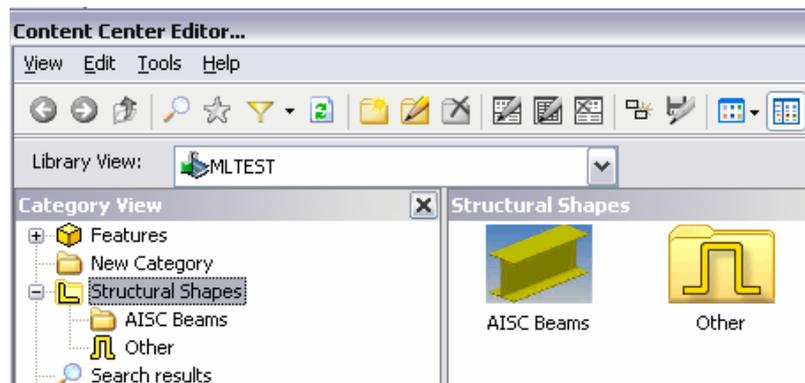 Content Center Editor...
View Edit Tools Help
Library View: MLTEST
Category View
Features
New Category
Structural Shapes
AISC Beams
Other
Search results
Structural Shapes
AISC Beams Other